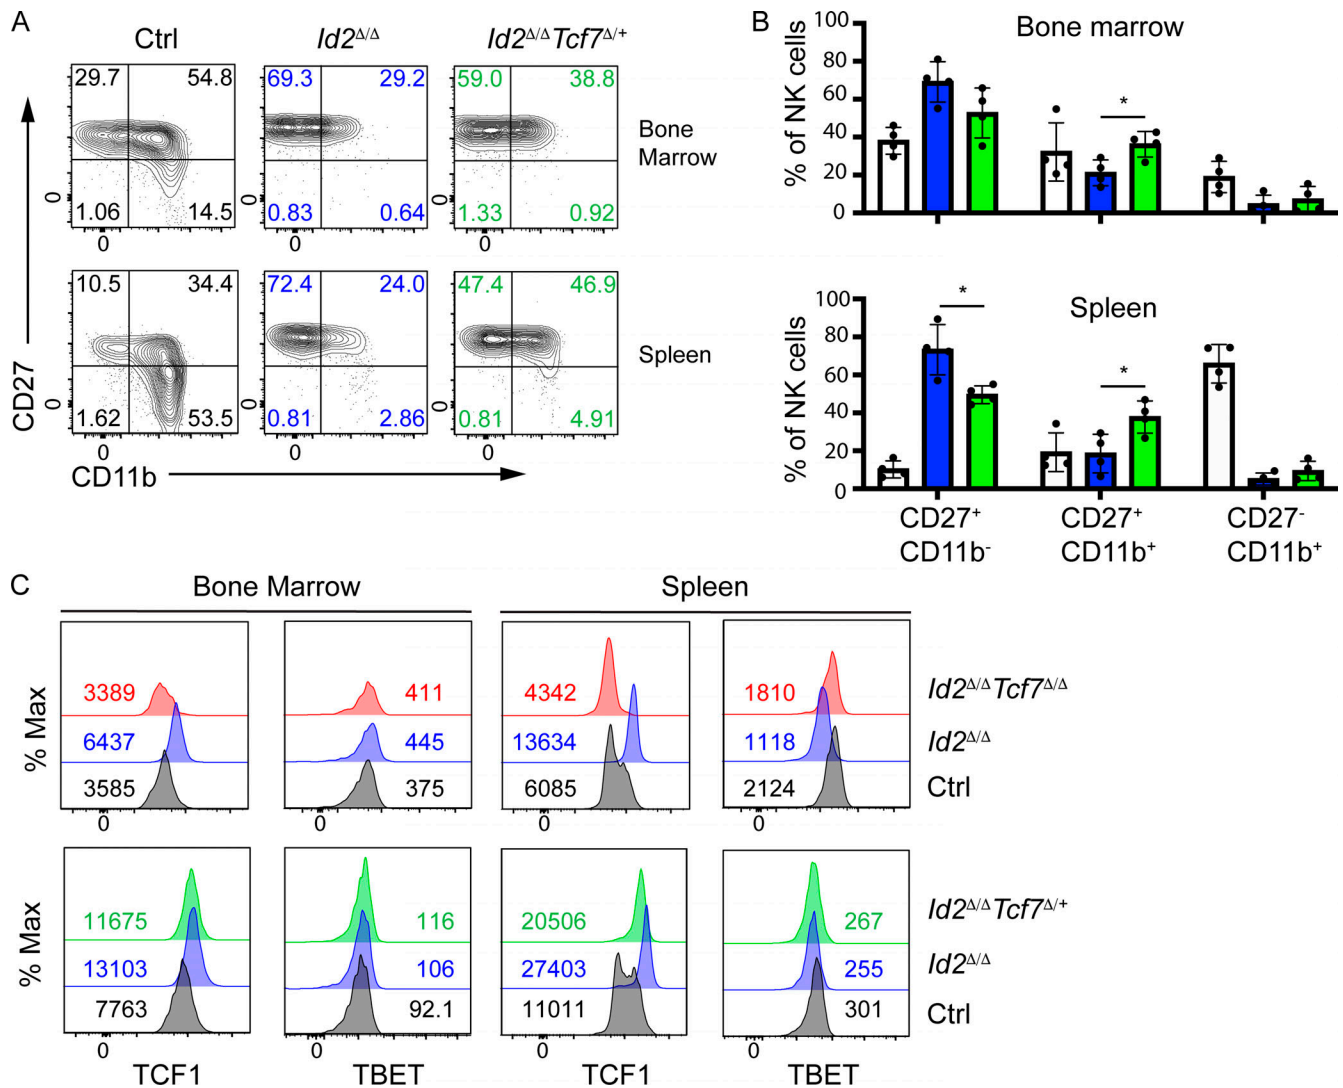 A
Ctrl
Id2Δ/Δ
Id2Δ/ΔTcf7Δ/+
29.7 54.8
1.06 14.5
69.3 29.2
0.83 0.64
59.0 38.8
1.33 0.92
Bone
Marrow
0
0 0 0
0 0
10.5 34.4
1.62 53.5
72.4 24.0
0.81 2.86
47.4 46.9
0.81 4.91
Spleen
0
0 0 0
0 0
CD27
CD11b
B
Bone marrow
% of NK cells
100
80
60
40
20
0
*
Spleen
% of NK cells
100
80
60
40
20
0
*
*
CD27+
CD11b-
CD27+
CD11b+
CD27-
CD11b+
C
Bone Marrow
Spleen
% Max
3389
6437
3585
0
411
445
375
0
4342
13634
6085
0
1810
1118
2124
0
Id2Δ/ΔTcf7Δ/Δ
Id2Δ/Δ
Ctrl
% Max
11675
13103
7763
0
TCF1
116
106
92.1
0
TBET
20506
27403
11011
0
TCF1
267
255
301
0
TBET
Id2Δ/ΔTcf7Δ/+
Id2Δ/Δ
Ctrl